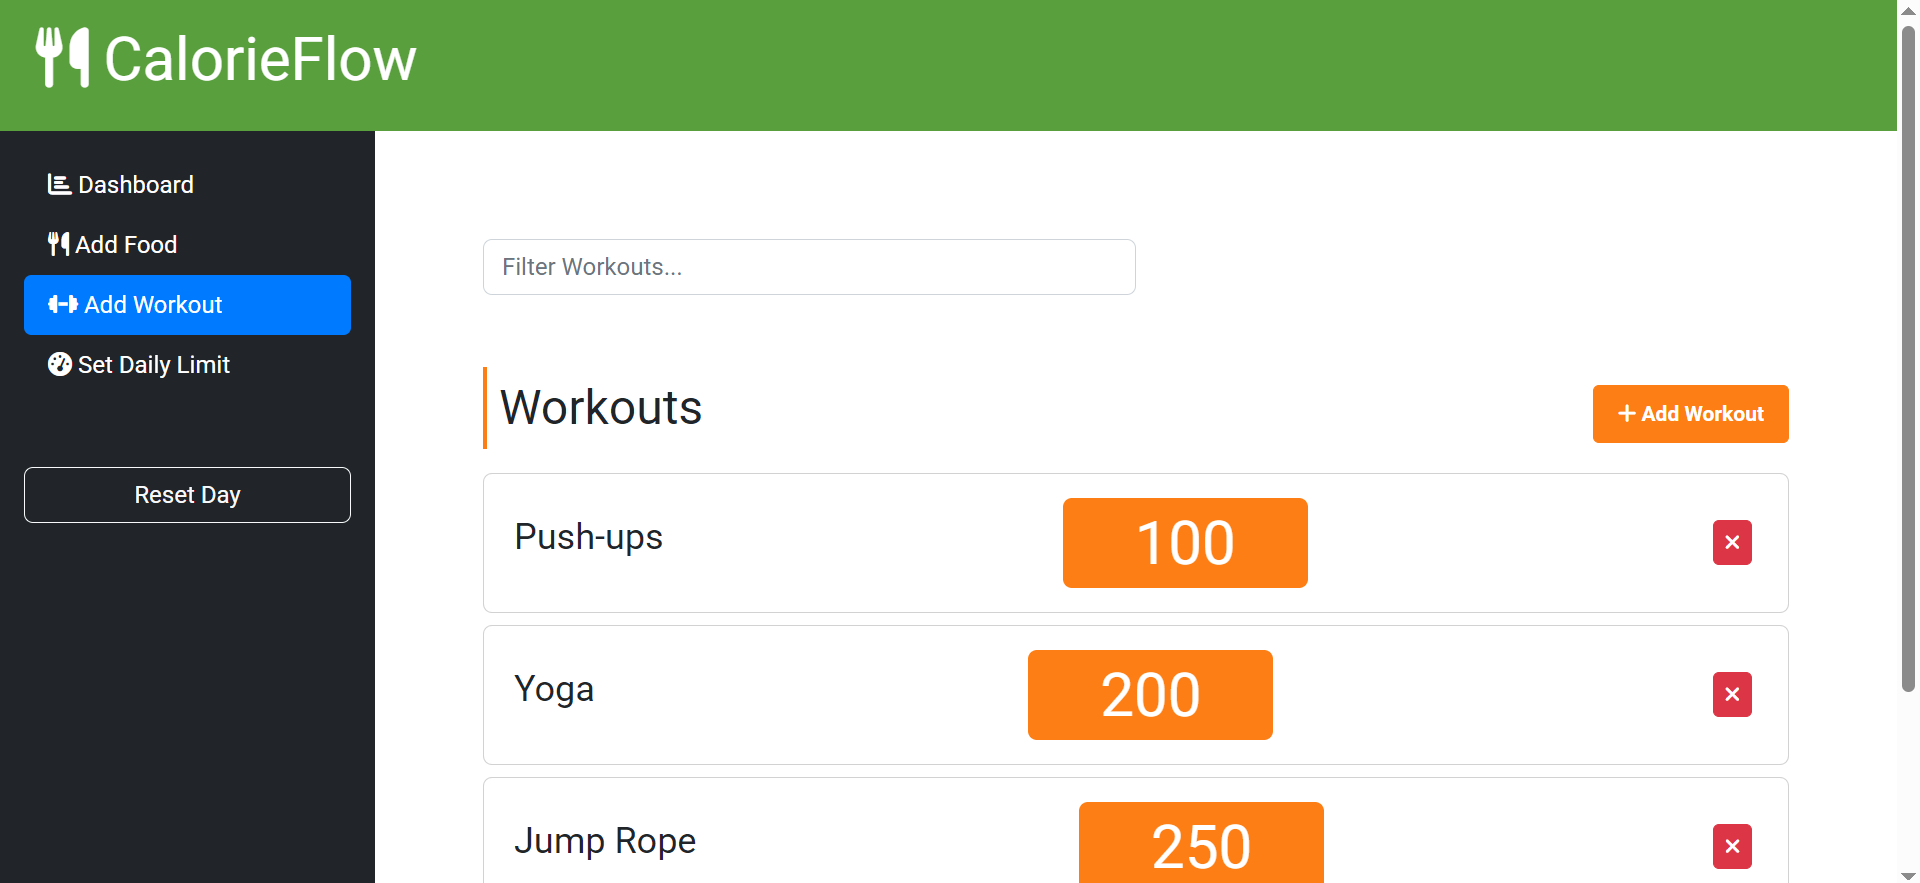 CalorieFlow
Dashboard
Add Food
Add Workout
Set Daily Limit
Reset Day
Filter Workouts...
Workouts
Add Workout
Push-ups
100
Yoga
200
Jump Rope
250